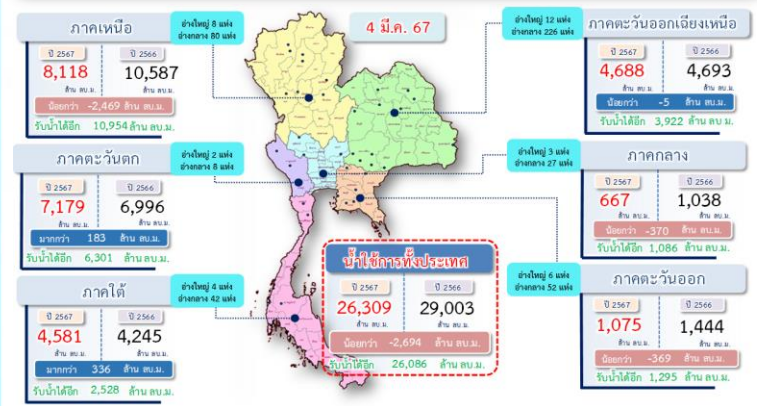 4 มี.ค. 67
ภาคเหนือ
อ่างใหญ่ 8 แห่ง
อ่างกลาง 80 แห่ง
ปี 2567
ปี 2566
8,118
10,587
ล้าน ลบ.ม.
ล้าน ลบ.ม.
น้อยกว่า -2,469 ล้าน ลบ.ม.
รับน้ำได้อีก 10,954 ล้าน ลบ.ม.
ภาคตะวันตก
อ่างใหญ่ 2 แห่ง
อ่างกลาง 8 แห่ง
ปี 2567
ปี 2566
7,179
6,996
ล้าน ลบ.ม.
ล้าน ลบ.ม.
มากกว่า 183 ล้าน ลบ.ม.
รับน้ำได้อีก 6,301 ล้าน ลบ.ม.
ภาคใต้
อ่างใหญ่ 4 แห่ง
อ่างกลาง 42 แห่ง
ปี 2567
ปี 2566
4,581
4,245
ล้าน ลบ.ม.
ล้าน ลบ.ม.
มากกว่า 336 ล้าน ลบ.ม.
รับน้ำได้อีก 2,528 ล้าน ลบ.ม.
น้ำใช้การทั้งประเทศ
ปี 2567
ปี 2566
26,309
29,003
ล้าน ลบ.ม.
ล้าน ลบ.ม.
น้อยกว่า -2,694 ล้าน ลบ.ม.
รับน้ำได้อีก 26,086 ล้าน ลบ.ม.
อ่างใหญ่ 12 แห่ง
อ่างกลาง 226 แห่ง
ภาคตะวันออกเฉียงเหนือ
ปี 2567
ปี 2566
4,688
4,693
ล้าน ลบ.ม.
ล้าน ลบ.ม.
น้อยกว่า -5 ล้าน ลบ.ม.
รับน้ำได้อีก 3,922 ล้าน ลบ.ม.
อ่างใหญ่ 3 แห่ง
อ่างกลาง 27 แห่ง
ภาคกลาง
ปี 2567
ปี 2566
667
1,038
ล้าน ลบ.ม.
ล้าน ลบ.ม.
น้อยกว่า -370 ล้าน ลบ.ม.
รับน้ำได้อีก 1,086 ล้าน ลบ.ม.
อ่างใหญ่ 6 แห่ง
อ่างกลาง 52 แห่ง
ภาคตะวันออก
ปี 2567
ปี 2566
1,075
1,444
ล้าน ลบ.ม.
ล้าน ลบ.ม.
น้อยกว่า -369 ล้าน ลบ.ม.
รับน้ำได้อีก 1,295 ล้าน ลบ.ม.